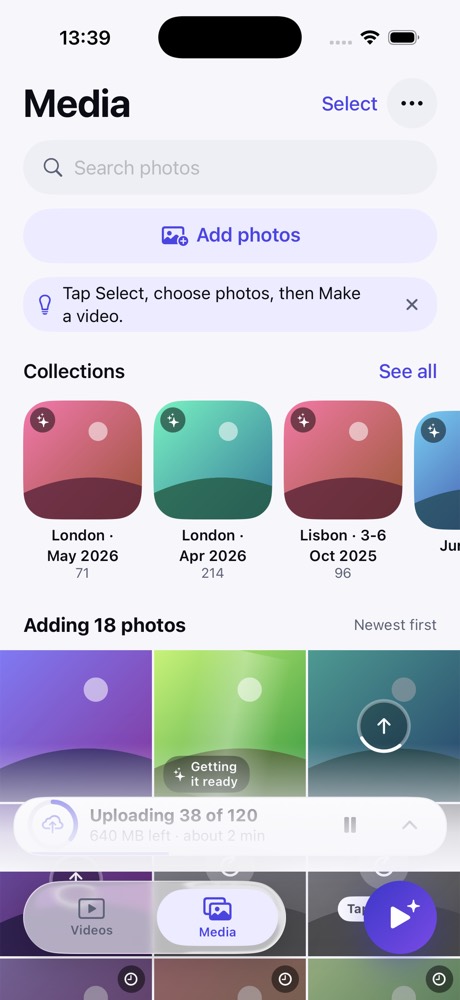 13:39
Media
Select
Search photos
Add photos
Tap Select, choose photos, then Make
a video.
Collections
See all
London ·
May 2026
71
London ·
Apr 2026
214
Lisbon · 3-6
Oct 2025
96
Adding 18 photos
Newest first
Getting
it ready
Uploading 38 of 120
640 MB left · about 2 min
Videos
Media